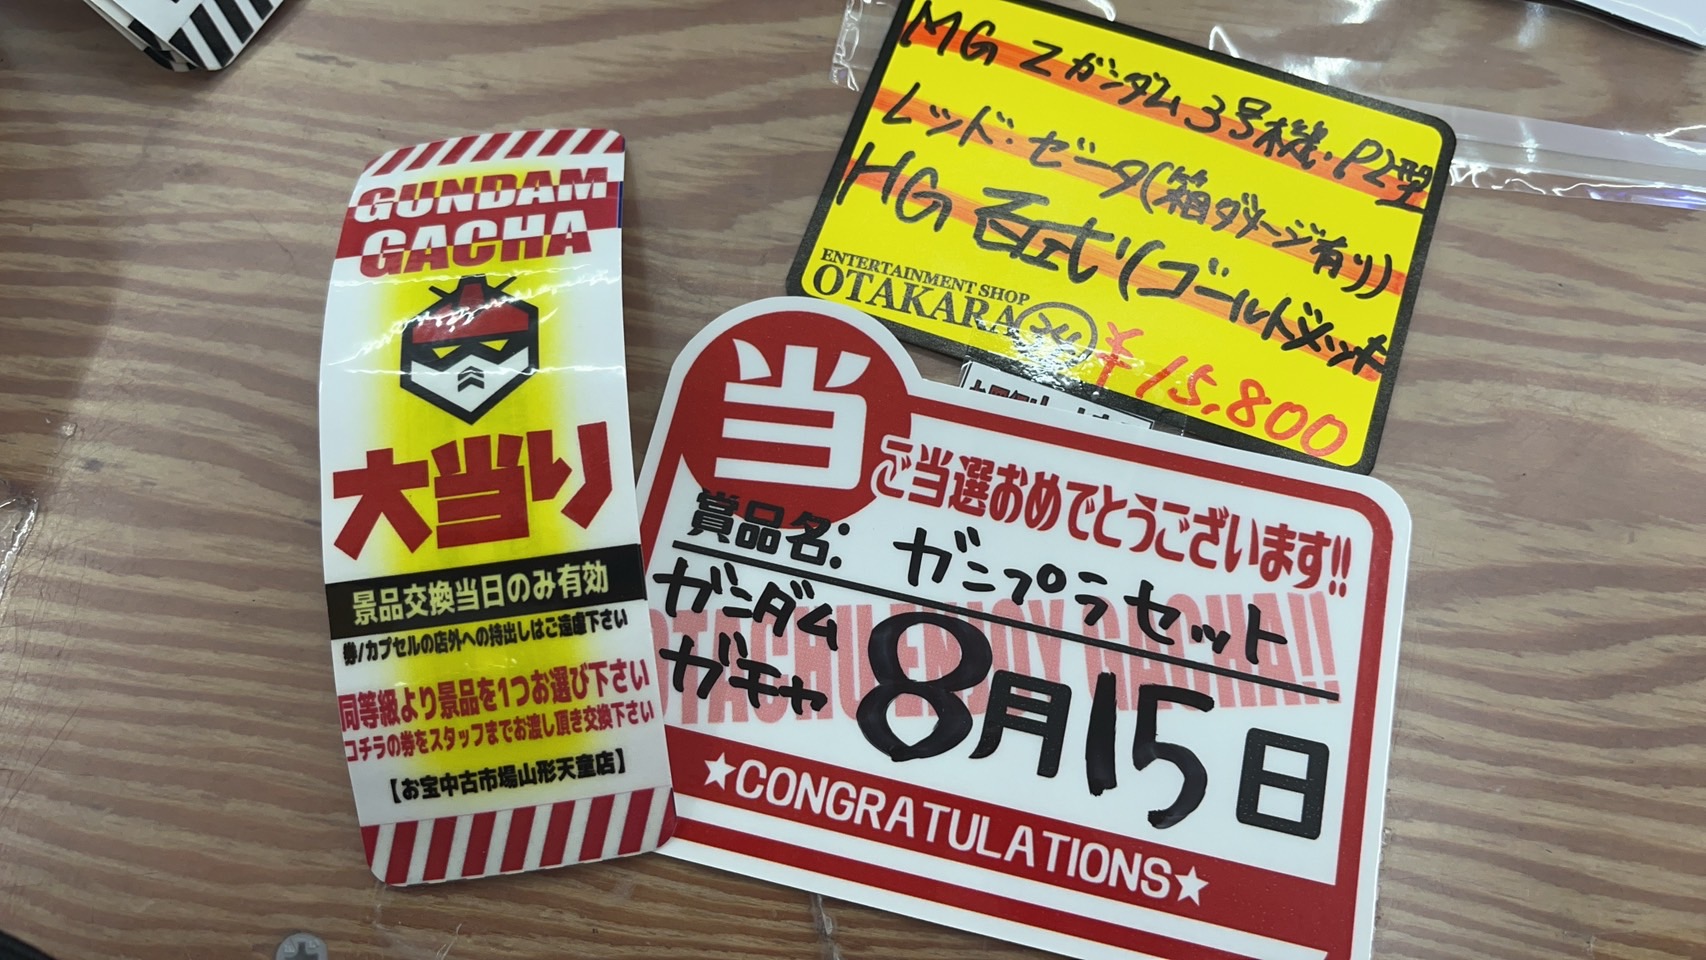 GUNDAM
GACHA
大当り
景品交換当日のみ有効
券/カプセルの店外への持出しはご遠慮下さい
同等級より景品を1つお選び下さい
コチラの券をスタッフまでお渡し頂き交換下さい
【お宝中古市場山形天童店】
MG Zガンダム3号機・P2型
レッド・ゼータ(箱ダメージ有り)
HG 百式(ゴールドメッキ
ENTERTAINMENT SHOP
OTAKARA
¥15,800
当
ご当選おめでとうございます!!
賞品名: ガンプラセット
ガンダム
ガチャ
8月15日
★CONGRATULATIONS★